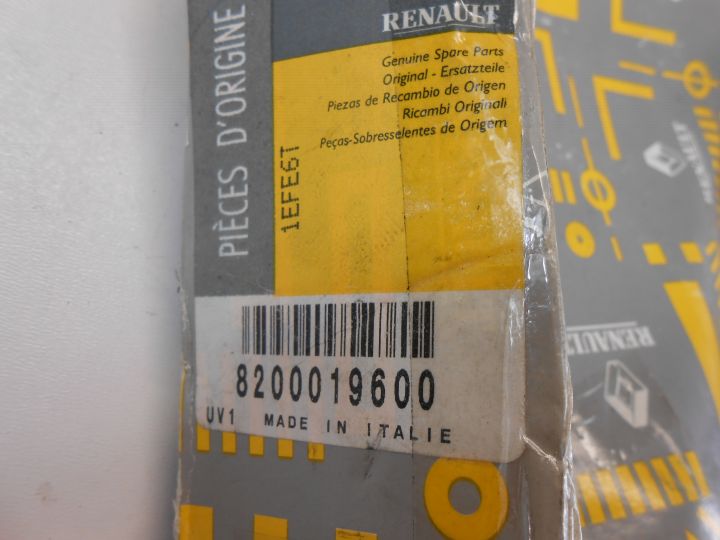 RENAULT
Genuine Spare Parts
Original - Ersatzteile
Piezas de Recambio de Origen
Ricambi Originali
Peças-Sobresselentes de Origem
PIÈCES D'ORIGINE
1EFE6T
8200019600
UV1 MADE IN ITALIE
RENAULT
RENAULT